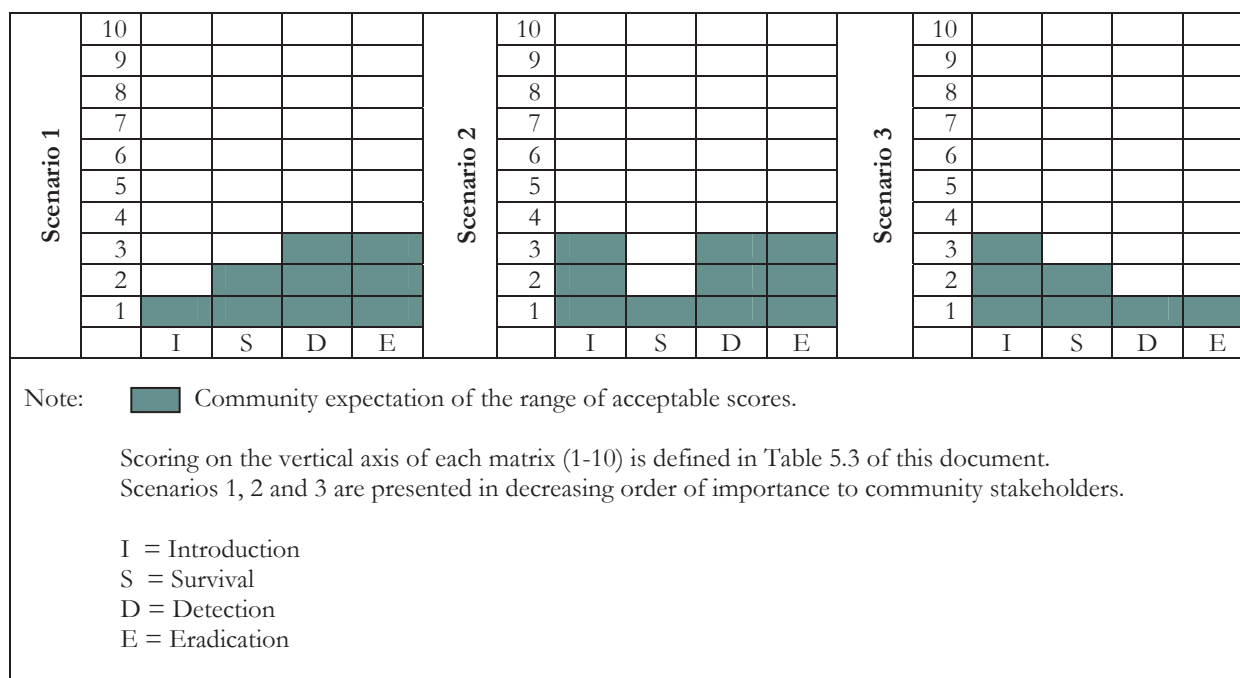 Scenario 1
10
9
8
7
6
5
4
3
2
1
I S D E
Scenario 2
10
9
8
7
6
5
4
3
2
1
I S D E
Scenario 3
10
9
8
7
6
5
4
3
2
1
I S D E
Note: Community expectation of the range of acceptable scores.
Scoring on the vertical axis of each matrix (1-10) is defined in Table 5.3 of this document.
Scenarios 1, 2 and 3 are presented in decreasing order of importance to community stakeholders.
I = Introduction
S = Survival
D = Detection
E = Eradication